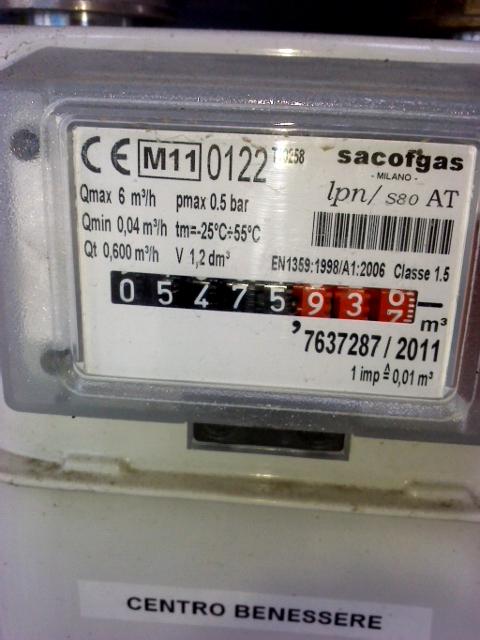 CE M11 0122
sacofgas
- MILANO -
lpn/ S80 AT
Qmax 6 m³/h pmax 0.5 bar
Qmin 0,04 m³/h tm=-25°C÷55°C
Qt 0,600 m³/h V 1,2 dm³
EN1359:1998/A1:2006 Classe 1.5
0 5 4 7 5 9 3
m³
, 7637287 / 2011
1 imp ≙ 0,01 m³
CENTRO BENESSERE